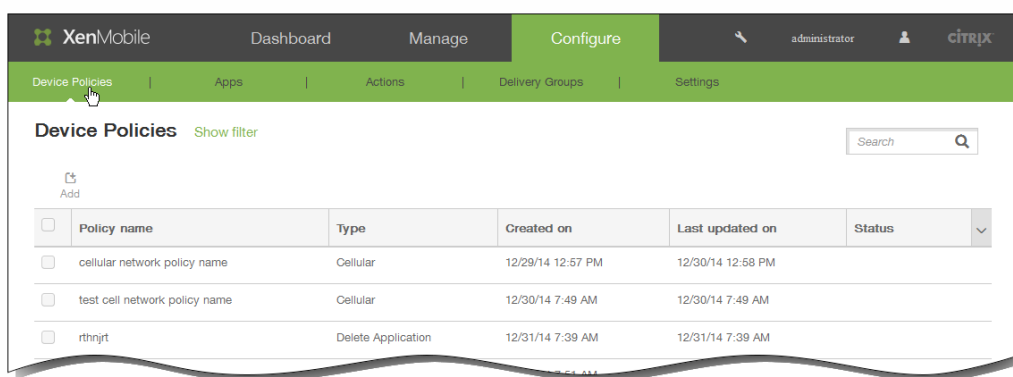 XenMobile Dashboard Manage Configure administrator CİTRIX
Device Policies | Apps | Actions | Delivery Groups | Settings
Device Policies Show filter
Search
Add
Policy name Type Created on Last updated on Status
cellular network policy name Cellular 12/29/14 12:57 PM 12/30/14 12:58 PM
test cell network policy name Cellular 12/30/14 7:49 AM 12/30/14 7:49 AM
rthnjrt Delete Application 12/31/14 7:39 AM 12/31/14 7:39 AM